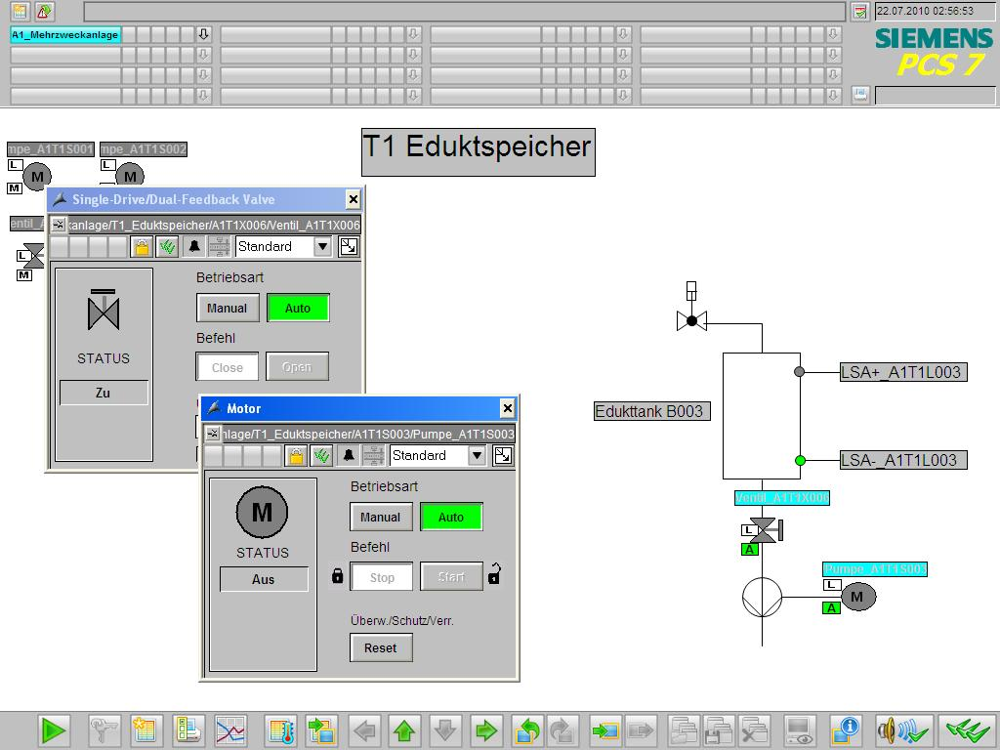 22.07.2010 02:56:53
A1_Mehrzweckanlage
SIEMENS
PCS 7
T1 Eduktspeicher
mpe_A1T1S001
mpe_A1T1S002
L
M
M
L
M
entil_A
L
M
Single-Drive/Dual-Feedback Valve
kanlage/T1_Eduktspeicher/A1T1X006/Ventil_A1T1X006
Standard
Betriebsart
Manual
Auto
Befehl
STATUS
Close
Open
Zu
Motor
nlage/T1_Eduktspeicher/A1T1S003/Pumpe_A1T1S003
Standard
Betriebsart
M
Manual
Auto
STATUS
Befehl
Aus
Stop
Start
Überw./Schutz/Verr.
Reset
LSA+_A1T1L003
Edukttank B003
LSA-_A1T1L003
Ventil_A1T1X006
L
A
Pumpe_A1T1S003
L
M
A